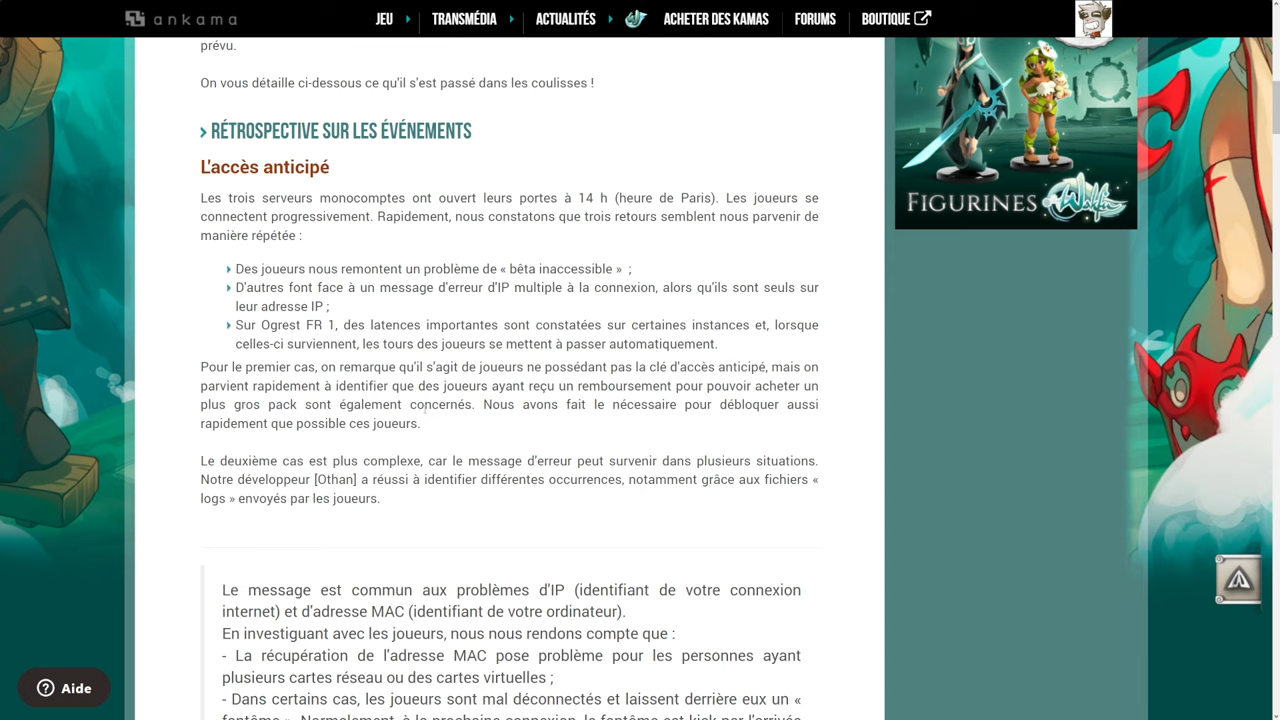 ankama
JEU
TRANSMÉDIA
ACTUALITÉS
ACHETER DES KAMAS
FORUMS
BOUTIQUE
prévu.
On vous détaille ci-dessous ce qu'il s'est passé dans les coulisses !
RÉTROSPECTIVE SUR LES ÉVÉNEMENTS
L'accès anticipé
Les trois serveurs monocomptes ont ouvert leurs portes à 14 h (heure de Paris). Les joueurs se
connectent progressivement. Rapidement, nous constatons que trois retours semblent nous parvenir de
manière répétée :
Des joueurs nous remontent un problème de « bêta inaccessible »  ;
D'autres font face à un message d'erreur d'IP multiple à la connexion, alors qu'ils sont seuls sur
leur adresse IP ;
Sur Ogrest FR 1, des latences importantes sont constatées sur certaines instances et, lorsque
celles-ci surviennent, les tours des joueurs se mettent à passer automatiquement.
Pour le premier cas, on remarque qu'il s'agit de joueurs ne possédant pas la clé d'accès anticipé, mais on
parvient rapidement à identifier que des joueurs ayant reçu un remboursement pour pouvoir acheter un
plus gros pack sont également concernés. Nous avons fait le nécessaire pour débloquer aussi
rapidement que possible ces joueurs.
Le deuxième cas est plus complexe, car le message d'erreur peut survenir dans plusieurs situations.
Notre développeur [Othan] a réussi à identifier différentes occurrences, notamment grâce aux fichiers «
logs » envoyés par les joueurs.
Le message est commun aux problèmes d'IP (identifiant de votre connexion
internet) et d'adresse MAC (identifiant de votre ordinateur).
En investiguant avec les joueurs, nous nous rendons compte que :
- La récupération de l'adresse MAC pose problème pour les personnes ayant
plusieurs cartes réseau ou des cartes virtuelles ;
- Dans certains cas, les joueurs sont mal déconnectés et laissent derrière eux un «
fantôme ». Normalement, à la prochaine connexion, le fantôme est kick par l'arrivée
FIGURINES Wakfu
Aide